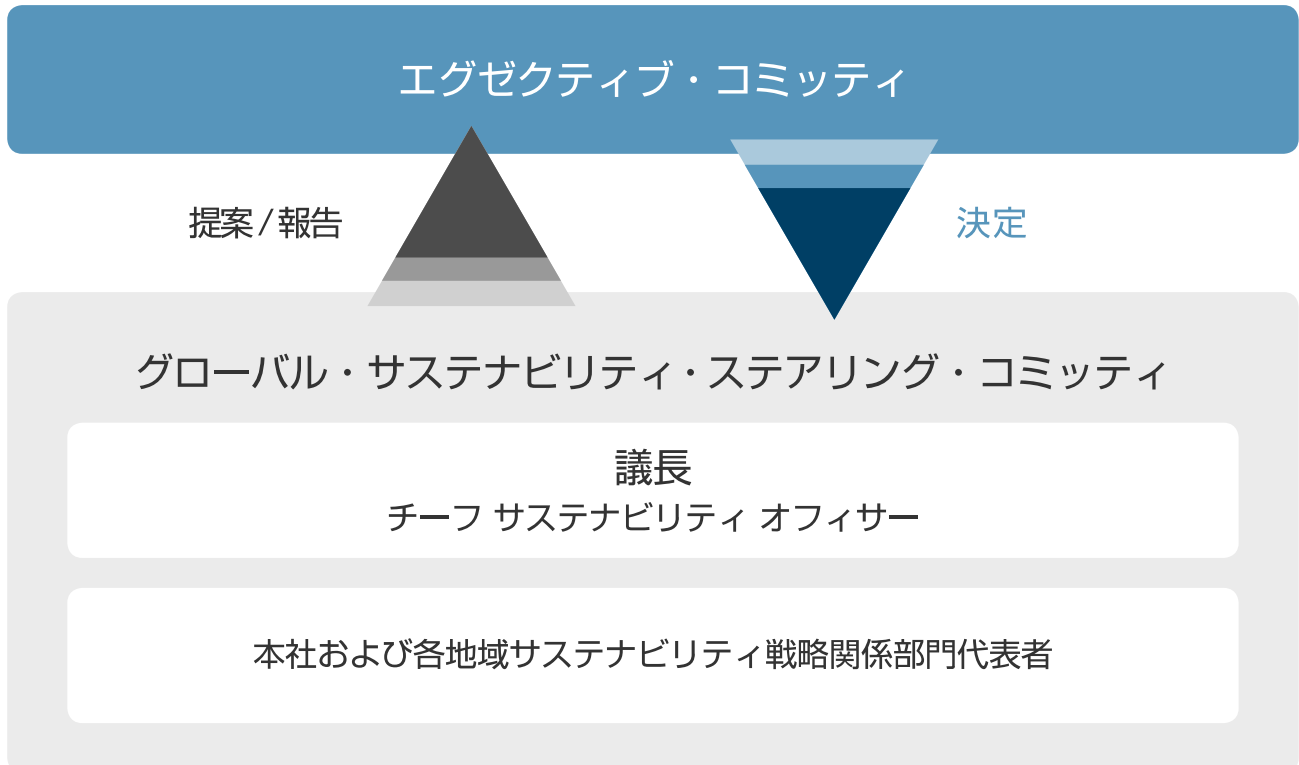 エグゼクティブ・コミッティ
提案/報告
決定
グローバル・サステナビリティ・ステアリング・コミッティ
議長
チーフ サステナビリティ オフィサー
本社および各地域サステナビリティ戦略関係部門代表者